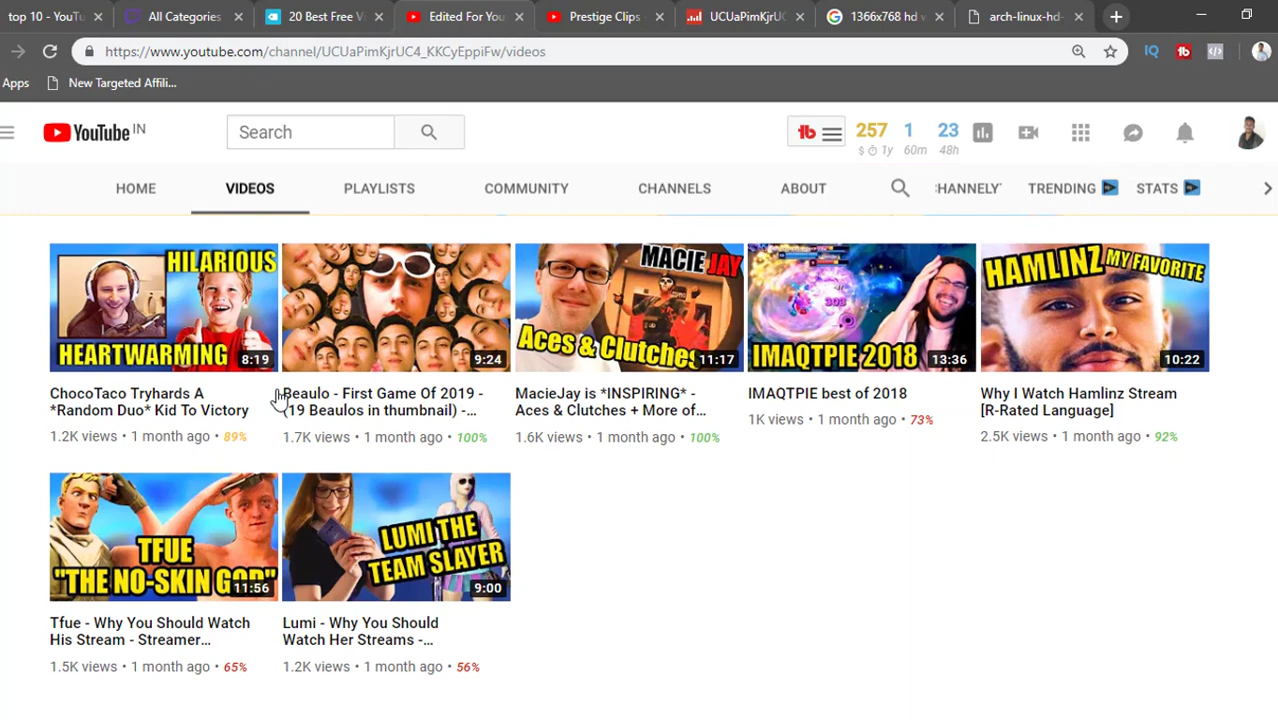 top 10 - YouTu
All Categories
20 Best Free Vi
Edited For You
Prestige Clips -
UCUaPimKjrUC
1366x768 hd w
arch-linux-hd-
https://www.youtube.com/channel/UCUaPimKjrUC4_KKCyEppiFw/videos
IQ
tb
Apps
New Targeted Affili...
YouTube IN
Search
tb
257 1 23
$ 1y 60m 48h
HOME VIDEOS PLAYLISTS COMMUNITY CHANNELS ABOUT CHANNELY TRENDING STATS
HILARIOUS
HEARTWARMING
8:19
9:24
MACIE JAY
Aces & Clutches
11:17
303
IMAQTPIE 2018
13:36
HAMLINZ MY FAVORITE
10:22
ChocoTaco Tryhards A
*Random Duo* Kid To Victory
1.2K views • 1 month ago • 89%
Beaulo - First Game Of 2019 -
(19 Beaulos in thumbnail) -...
1.7K views • 1 month ago • 100%
MacieJay is *INSPIRING* -
Aces & Clutches + More of...
1.6K views • 1 month ago • 100%
IMAQTPIE best of 2018
1K views • 1 month ago • 73%
Why I Watch Hamlinz Stream
[R-Rated Language]
2.5K views • 1 month ago • 92%
TFUE
"THE NO-SKIN GOD"
11:56
LUMI THE
TEAM SLAYER
9:00
Tfue - Why You Should Watch
His Stream - Streamer...
1.5K views • 1 month ago • 65%
Lumi - Why You Should
Watch Her Streams -...
1.2K views • 1 month ago • 56%